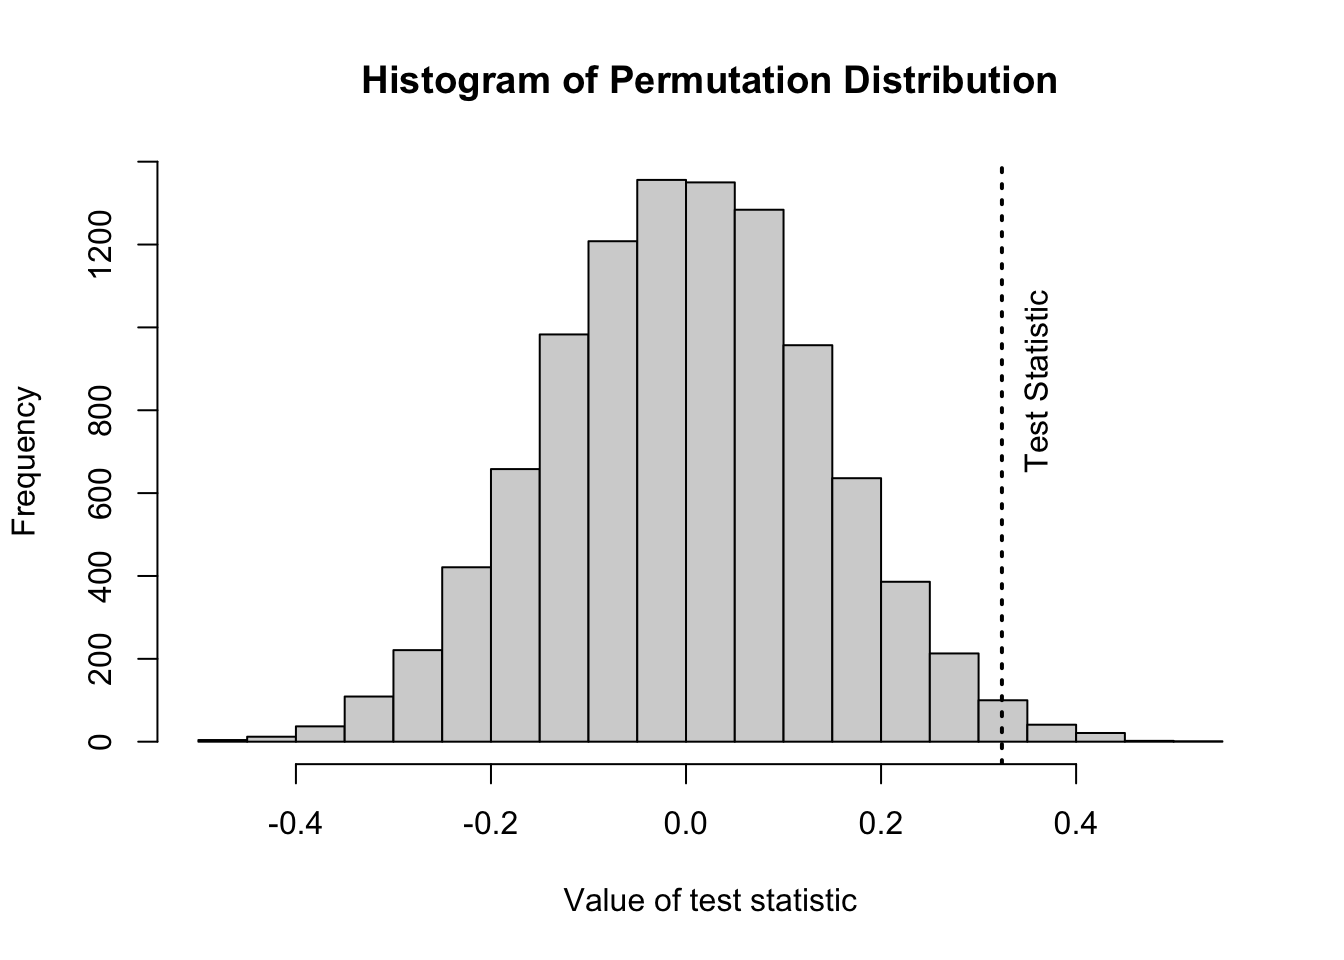 Histogram of Permutation Distribution
1200
800
600
400
200
0
Frequency
Test Statistic
-0.4
-0.2
0.0
0.2
0.4
Value of test statistic